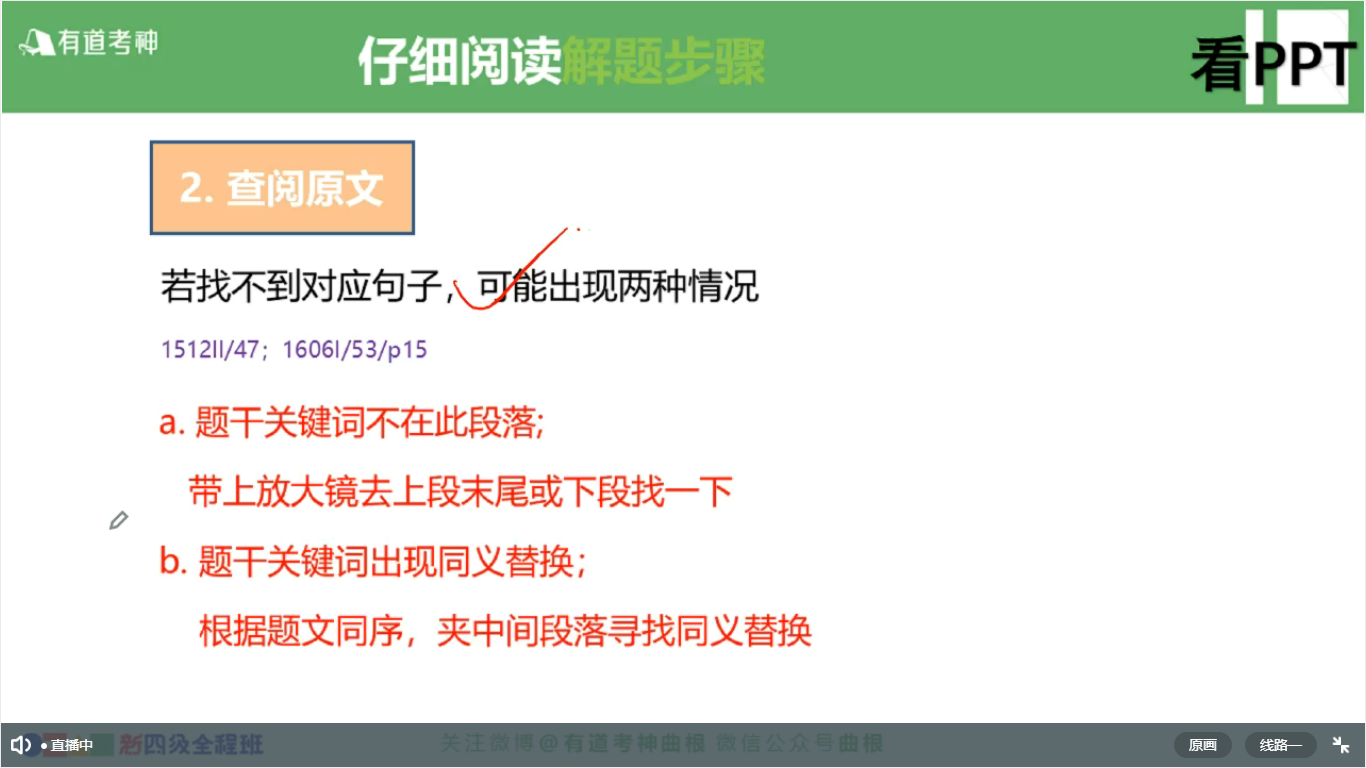 有道考神
仔细阅读解题步骤
看PPT
2. 查阅原文
若找不到对应句子，可能出现两种情况
1512II/47；1606I/53/p15
a. 题干关键词不在此段落;
带上放大镜去上段末尾或下段找一下
b. 题干关键词出现同义替换；
根据题文同序，夹中间段落寻找同义替换
直播中
新四级全程班
关注微博@有道考神曲根 微信公众号曲根
原画
线路一